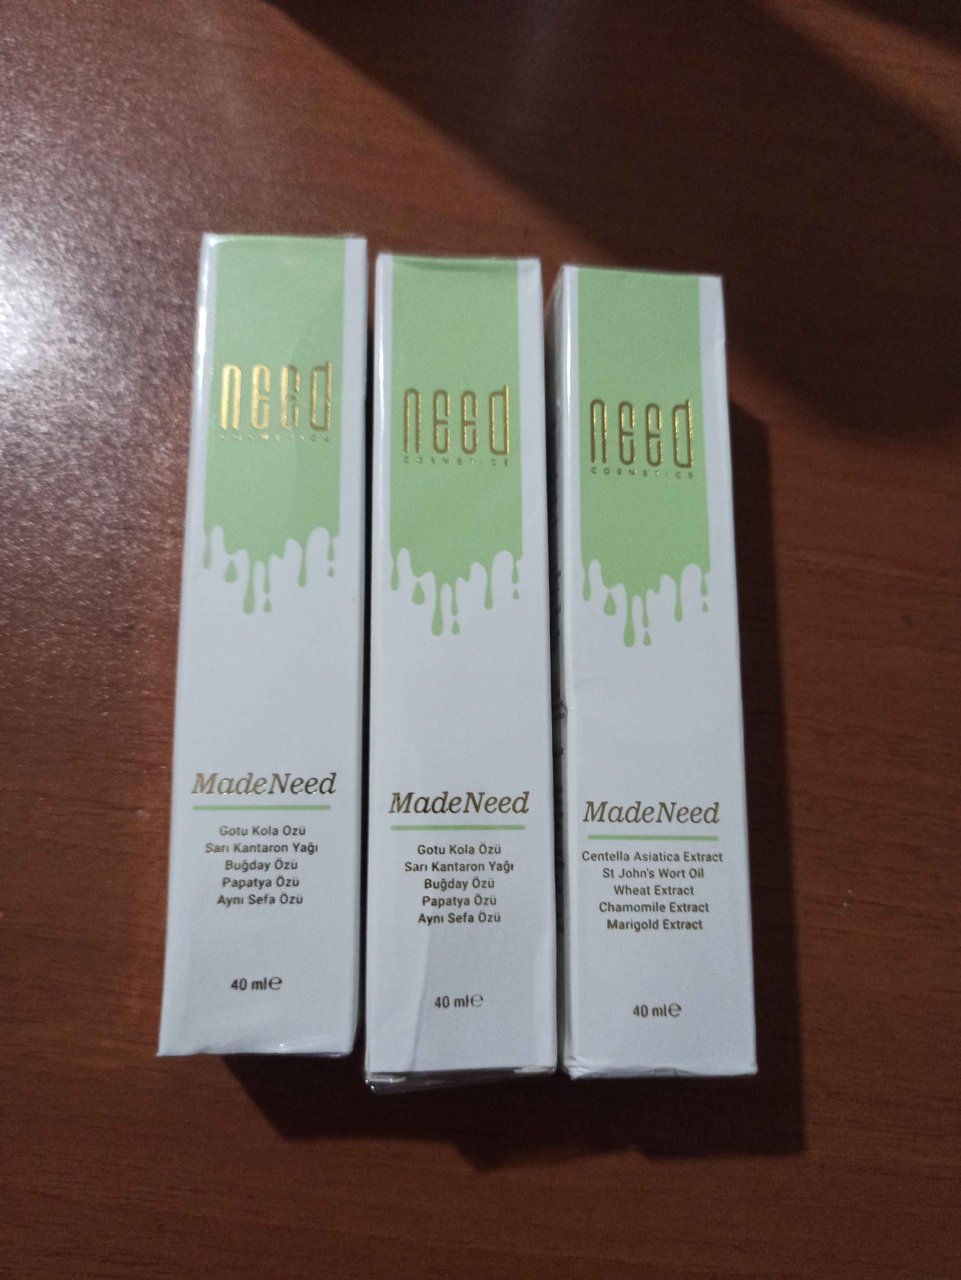 need
COSMETICS
MadeNeed
Gotu Kola Özü
Sarı Kantaron Yağı
Buğday Özü
Papatya Özü
Aynı Sefa Özü
40 ml℮
need
COSMETICS
MadeNeed
Gotu Kola Özü
Sarı Kantaron Yağı
Buğday Özü
Papatya Özü
Aynı Sefa Özü
40 ml℮
need
COSMETICS
MadeNeed
Centella Asiatica Extract
St John's Wort Oil
Wheat Extract
Chamomile Extract
Marigold Extract
40 ml℮